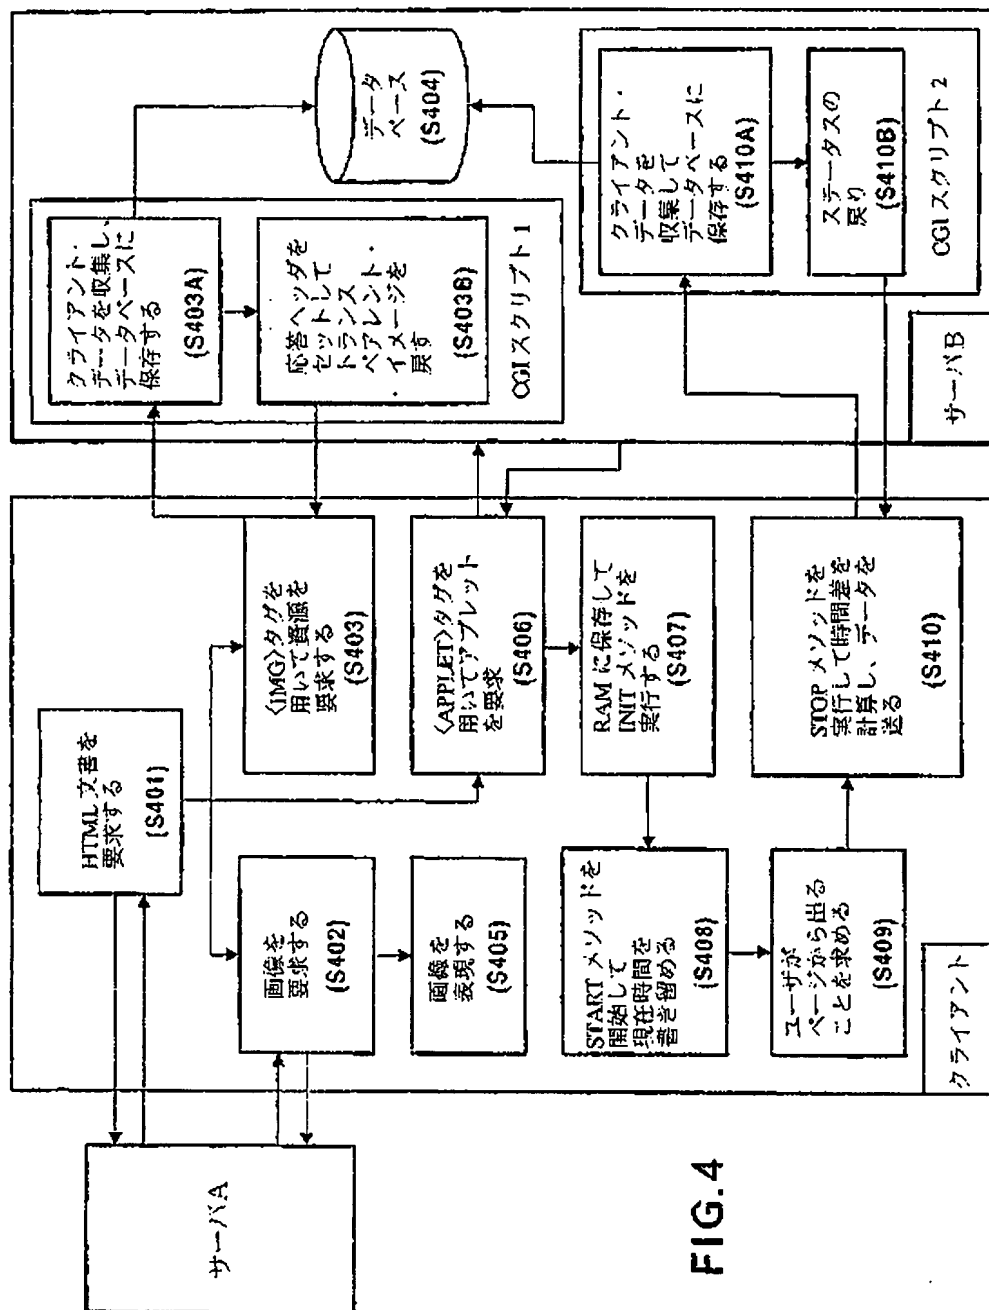 サーバA
HTML文書を
要求する
(S401)
画像を
要求する
(S402)
〈IMG〉タグを
用いて資源を
要求する
(S403)
画像を
表現する
(S405)
〈APPLET〉タグを
用いてアプレット
を要求
(S406)
RAMに保存して
INITメソッドを
実行する
(S407)
STARTメソッドを
開始して
現在時間を
書き留める
(S408)
ユーザが
ページから出る
ことを求める
(S409)
STOPメソッドを
実行して時間差を
計算し、データを
送る
(S410)
クライアント
クライアント・
データを収集し、
データベースに
保存する
(S403A)
応答ヘッダを
セットして
トランス
ペアレント・
イメージを
戻す
(S403B)
CGIスクリプト1
データ
ベース
(S404)
クライアント・
データを
収集して
データベースに
保存する
(S410A)
ステータスの
戻り
(S410B)
CGIスクリプト2
サーバB
FIG.4